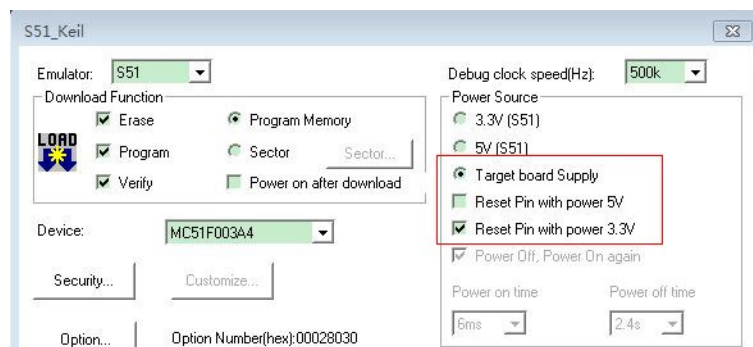 S51_Keil
Emulator: S51
Debug clock speed(Hz): 500k
Download Function
LOAD
Erase
Program Memory
Program
Sector
Sector...
Verify
Power on after download
Power Source
3.3V (S51)
5V (S51)
Target board Supply
Reset Pin with power 5V
Reset Pin with power 3.3V
Power Off, Power On again
Power on time
Power off time
6ms
2.4s
Device: MC51F003A4
Security...
Customize...
Option...
Option Number(hex):00028030